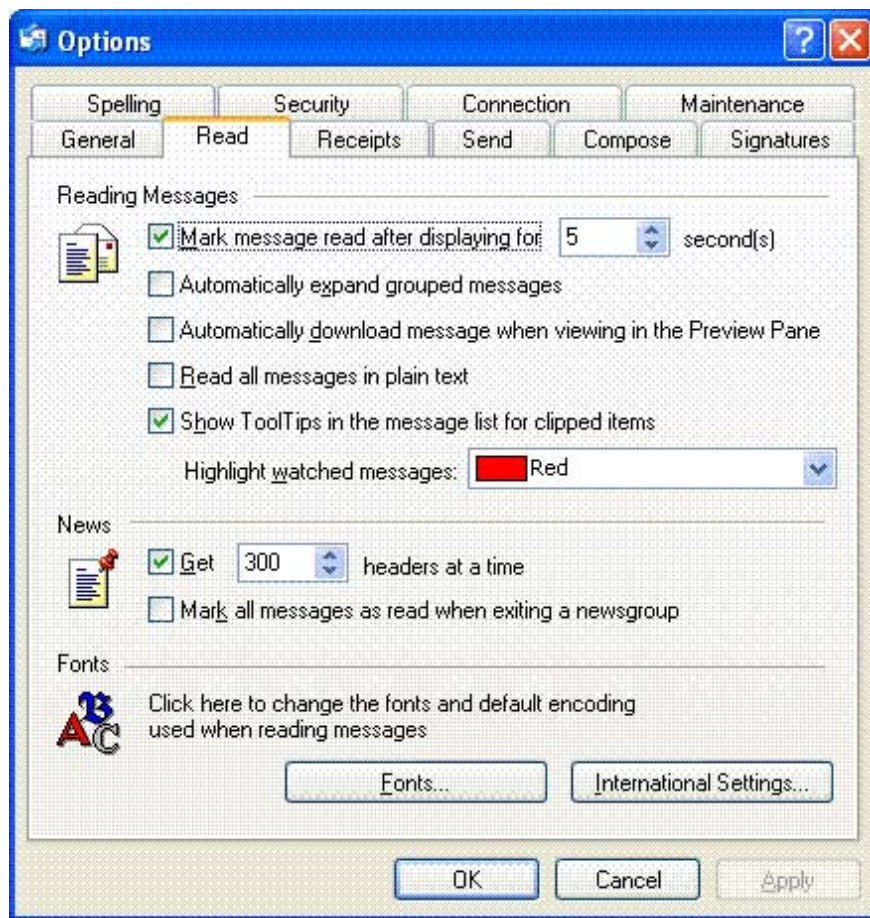 Options
Spelling Security Connection Maintenance
General Read Receipts Send Compose Signatures
Reading Messages
Mark message read after displaying for 5 second(s)
Automatically expand grouped messages
Automatically download message when viewing in the Preview Pane
Read all messages in plain text
Show ToolTips in the message list for clipped items
Highlight watched messages: Red
News
Get 300 headers at a time
Mark all messages as read when exiting a newsgroup
Fonts
Click here to change the fonts and default encoding
used when reading messages
Fonts... International Settings...
OK Cancel Apply